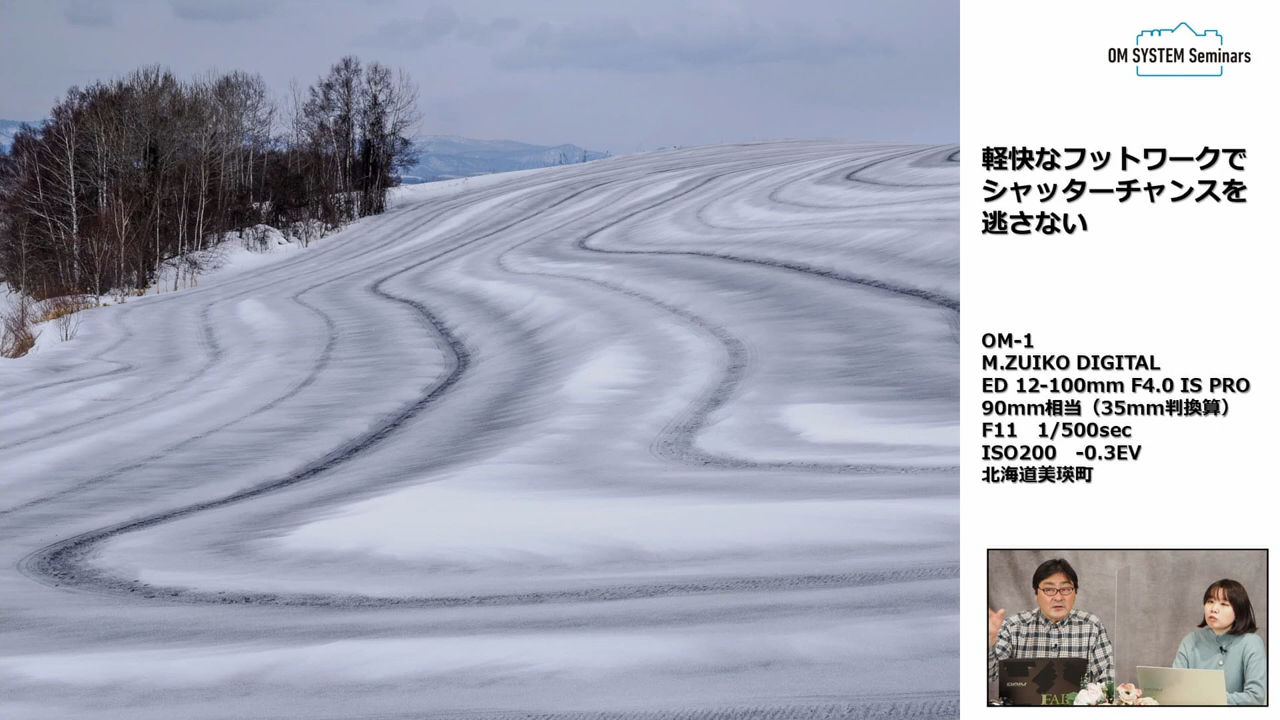 OM SYSTEM Seminars
軽快なフットワークで
シャッターチャンスを
逃さない
OM-1
M.ZUIKO DIGITAL
ED 12-100mm F4.0 IS PRO
90mm相当（35mm判換算）
F11　1/500sec
ISO200　-0.3EV
北海道美瑛町